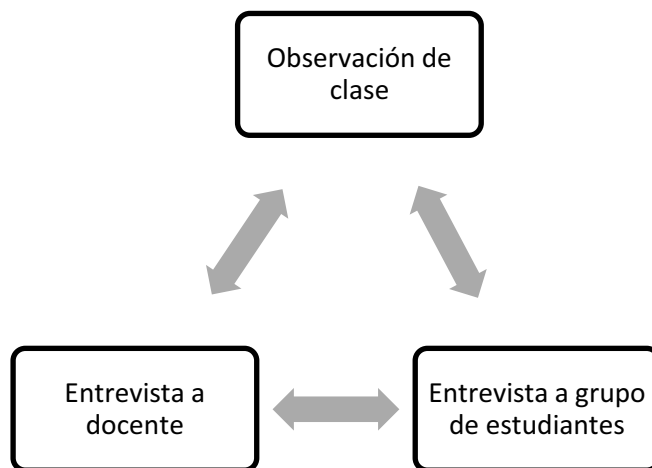 Observación de
clase
Entrevista a
docente
Entrevista a grupo
de estudiantes